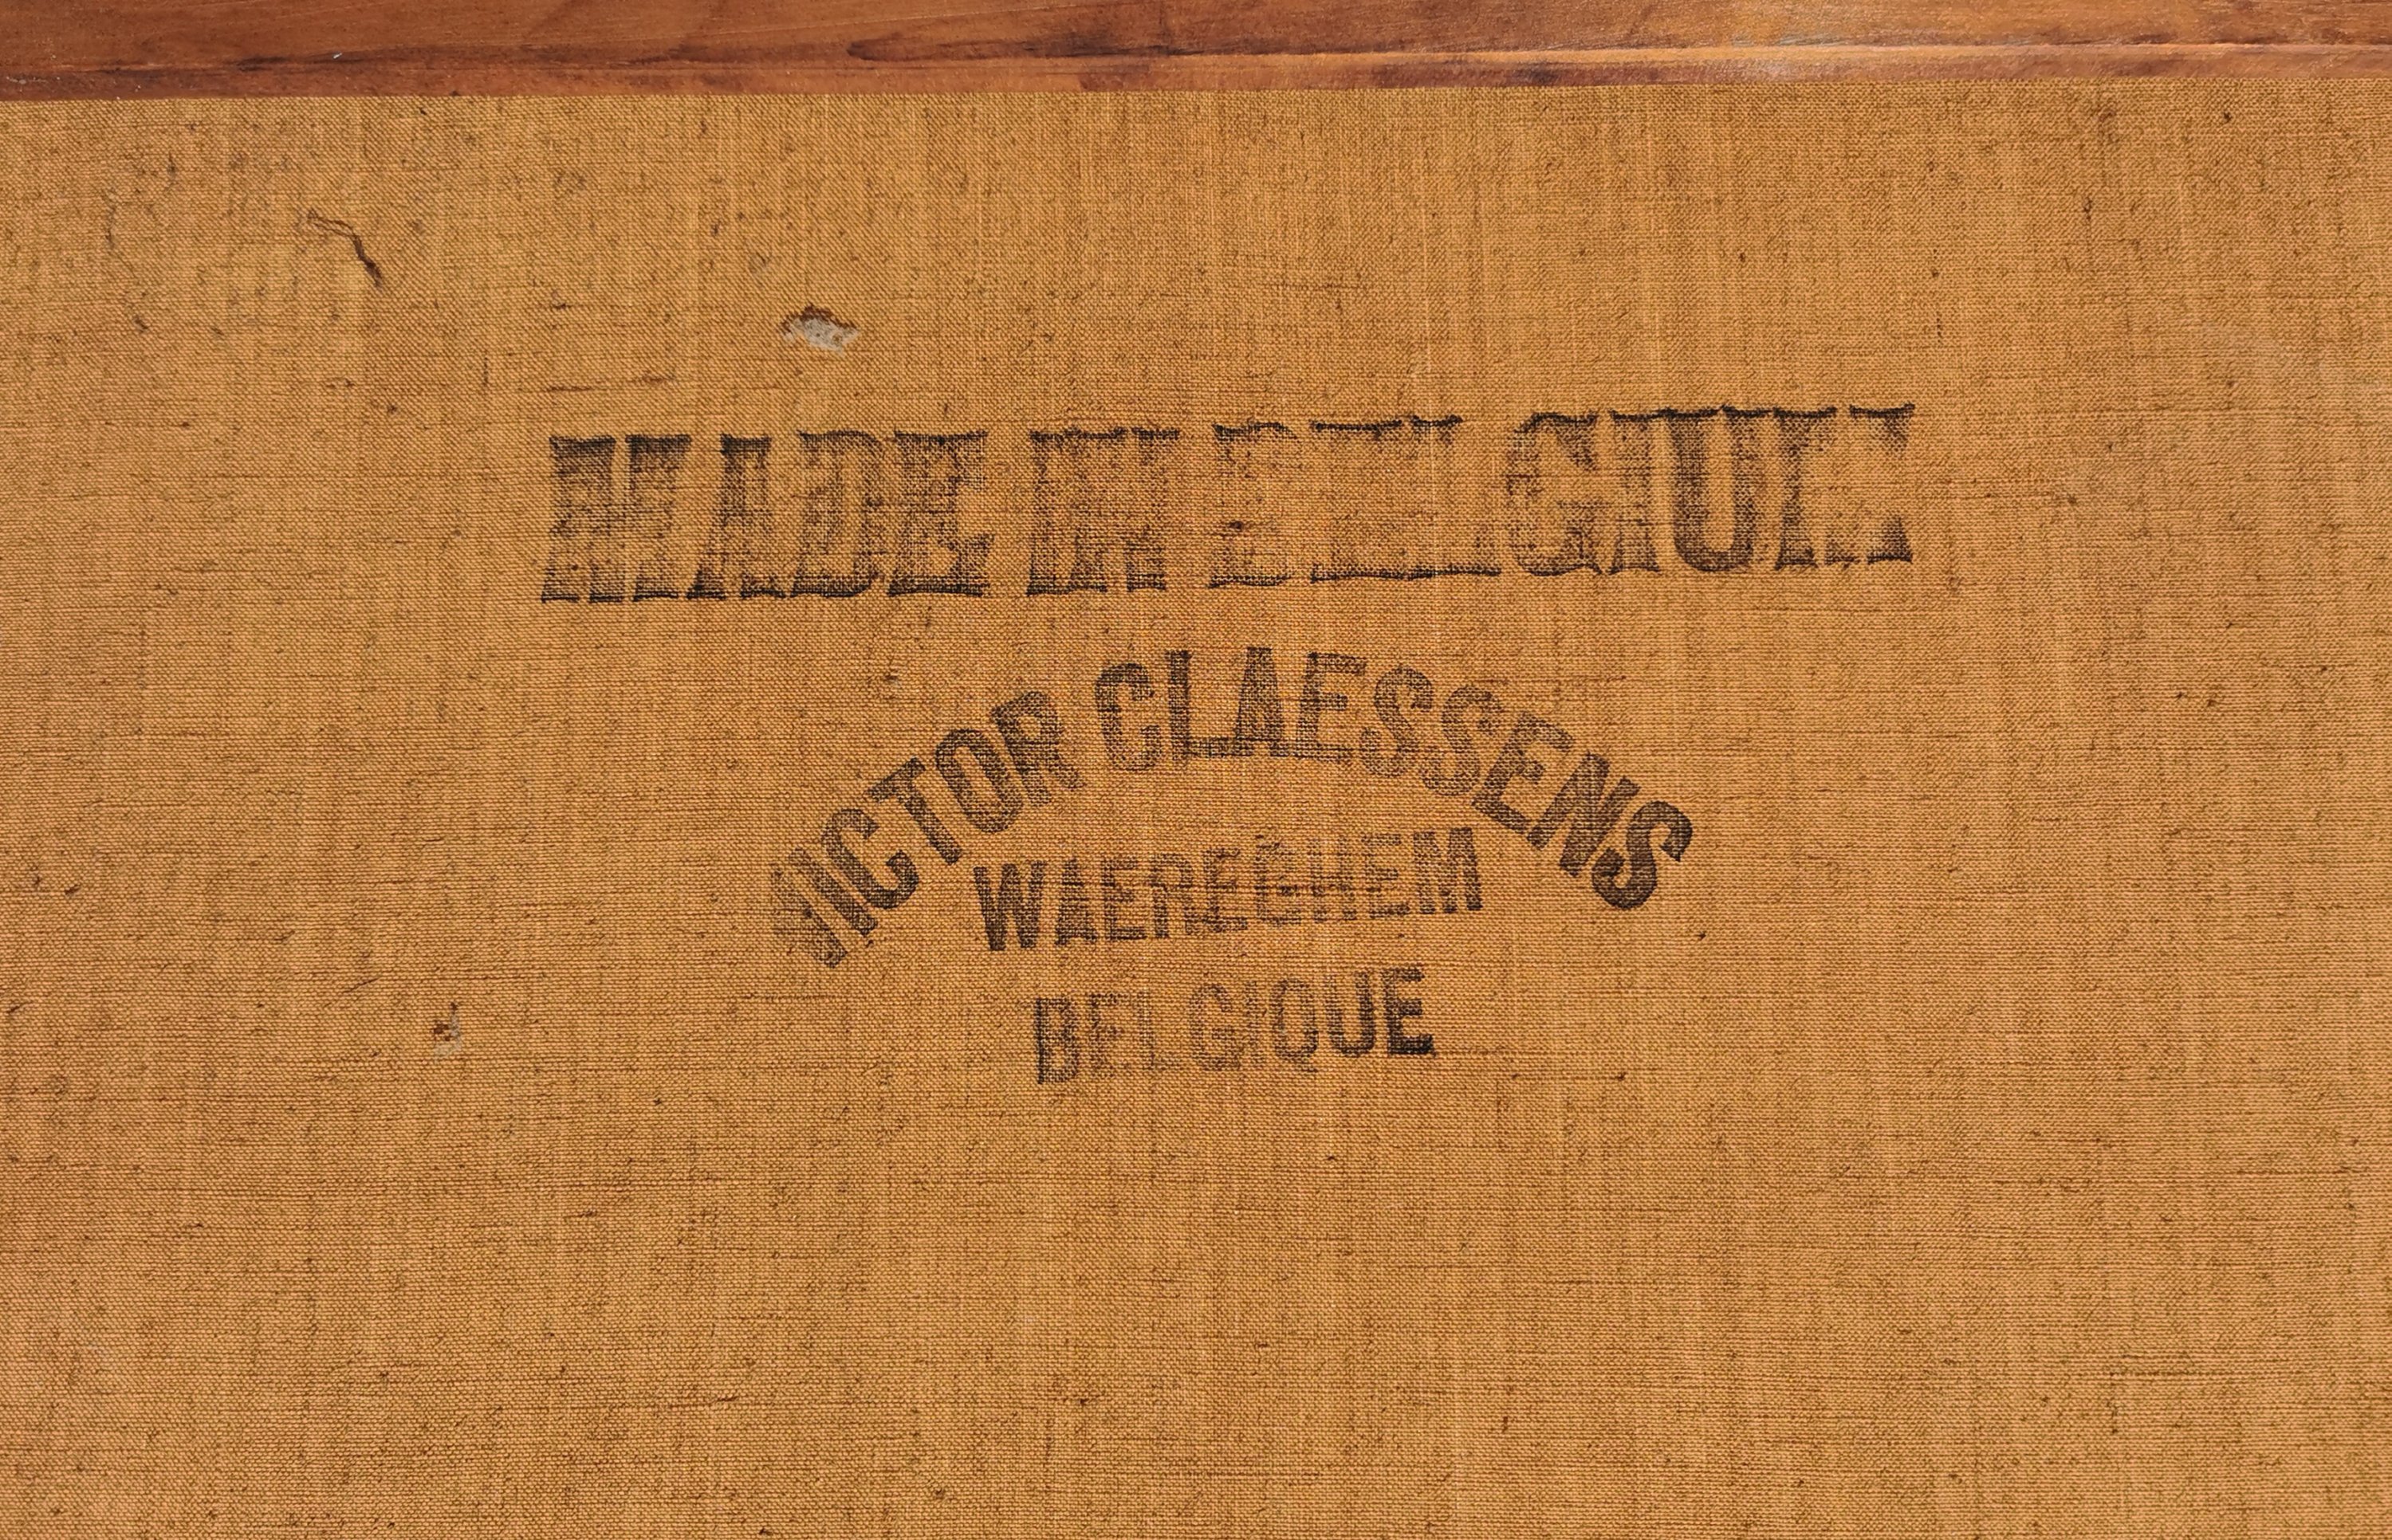 MADE IN BELGIUM
VICTOR CLAESSENS
WAEREGHEM
BELGIQUE